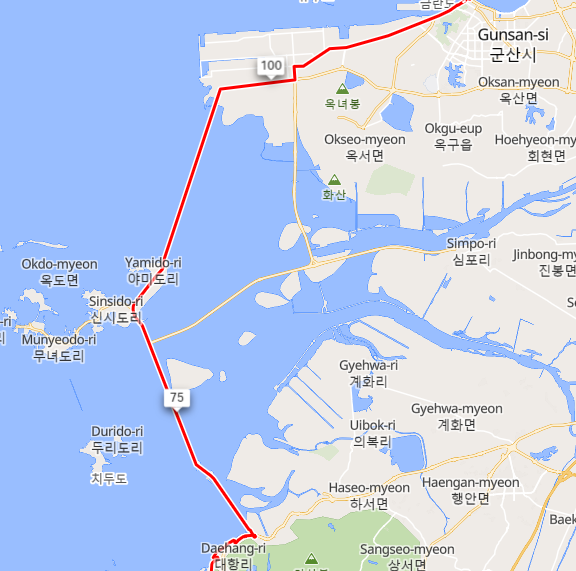 금란도
Gunsan-si
군산시
100
Oksan-myeon
옥산면
옥녀봉
Okgu-eup
옥구읍
Okseo-myeon
옥서면
Hoehyeon-my
회현면
화산
Simpo-ri
심포리
Jinbong-my
진봉면
Okdo-myeon
옥도면
Yamido-ri
야미도리
Sinsido-ri
신시도리
-ri
리
Munyeodo-ri
무녀도리
Gyehwa-ri
계화리
75
Gyehwa-myeon
계화면
Uibok-ri
의복리
Durido-ri
두리도리
치두도
Haseo-myeon
하서면
Haengan-myeon
행안면
Baek
Daehang-ri
대항리
Sangseo-myeon
상서면